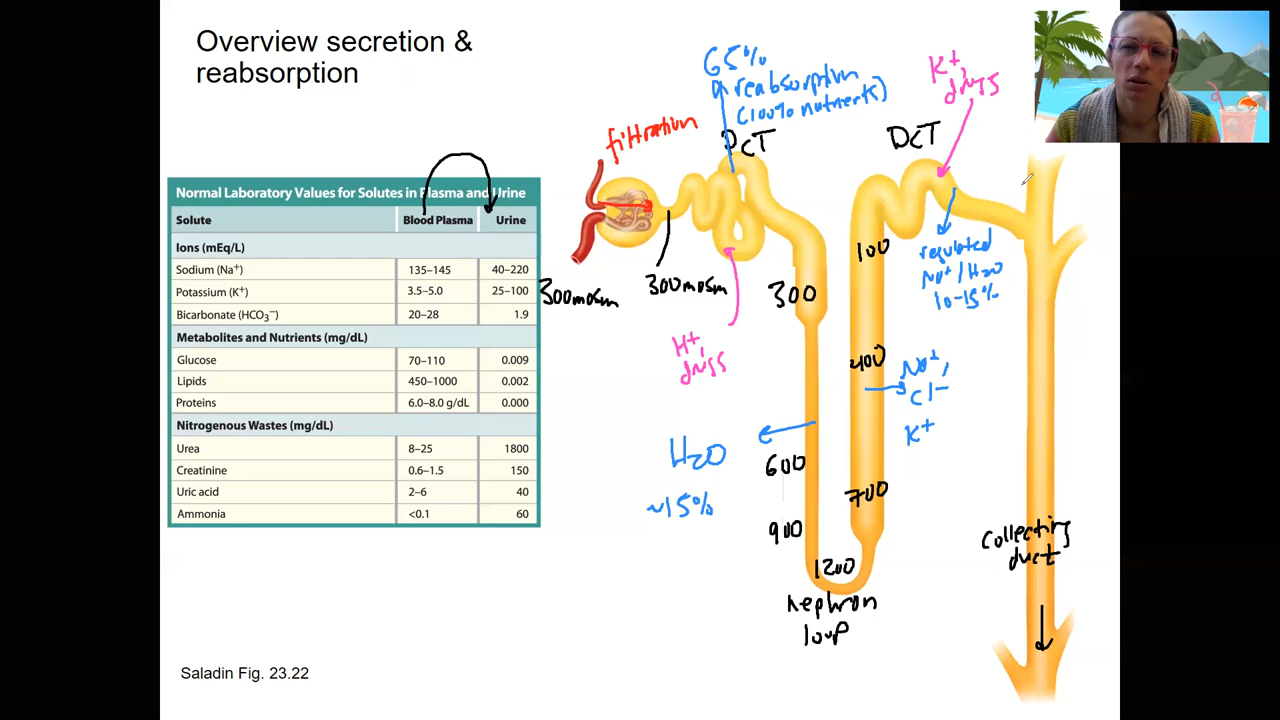 Overview secretion &
reabsorption
Normal Laboratory Values for Solutes in Plasma and Urine
Solute Blood Plasma Urine
Ions (mEq/L)
Sodium (Na+) 135–145 40–220
Potassium (K+) 3.5–5.0 25–100
Bicarbonate (HCO3−) 20–28 1.9
Metabolites and Nutrients (mg/dL)
Glucose 70–110 0.009
Lipids 450–1000 0.002
Proteins 6.0–8.0 g/dL 0.000
Nitrogenous Wastes (mg/dL)
Urea 8–25 1800
Creatinine 0.6–1.5 150
Uric acid 2–6 40
Ammonia <0.1 60
Saladin Fig. 23.22
filtration
300mosm
300mosm
65%
reabsorption
(100% nutrients)
PCT
H+,
drugs
300
H2O
~15%
600
900
1200
nephron
loop
700
400
100
Na+,
Cl−
K+
DCT
K+,
drugs
regulated
Na+/H2O
10-15%
collecting
duct